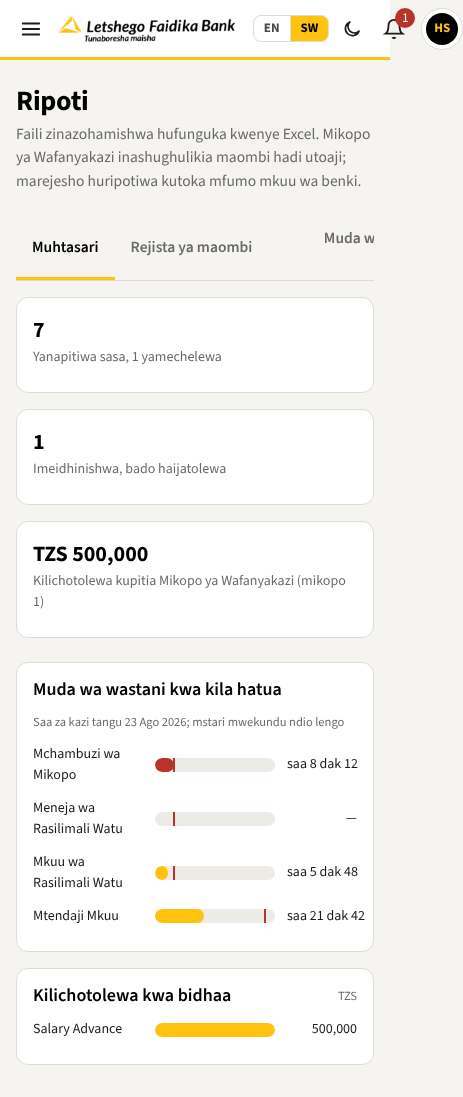 Letshego Faidika Bank
Tunaboresha maisha
EN SW
1
HS
Ripoti
Faili zinazohamishwa hufunguka kwenye Excel. Mikopo
ya Wafanyakazi inashughulikia maombi hadi utoaji;
marejesho huripotiwa kutoka mfumo mkuu wa benki.
Muhtasari Rejista ya maombi Muda w
7
Yanapitiwa sasa, 1 yamechelewa
1
Imeidhinishwa, bado haijatolewa
TZS 500,000
Kilichotolewa kupitia Mikopo ya Wafanyakazi (mikopo
1)
Muda wa wastani kwa kila hatua
Saa za kazi tangu 23 Ago 2026; mstari mwekundu ndio lengo
Mchambuzi wa
Mikopo
saa 8 dak 12
Meneja wa
Rasilimali Watu
—
Mkuu wa
Rasilimali Watu
saa 5 dak 48
Mtendaji Mkuu saa 21 dak 42
Kilichotolewa kwa bidhaa TZS
Salary Advance 500,000